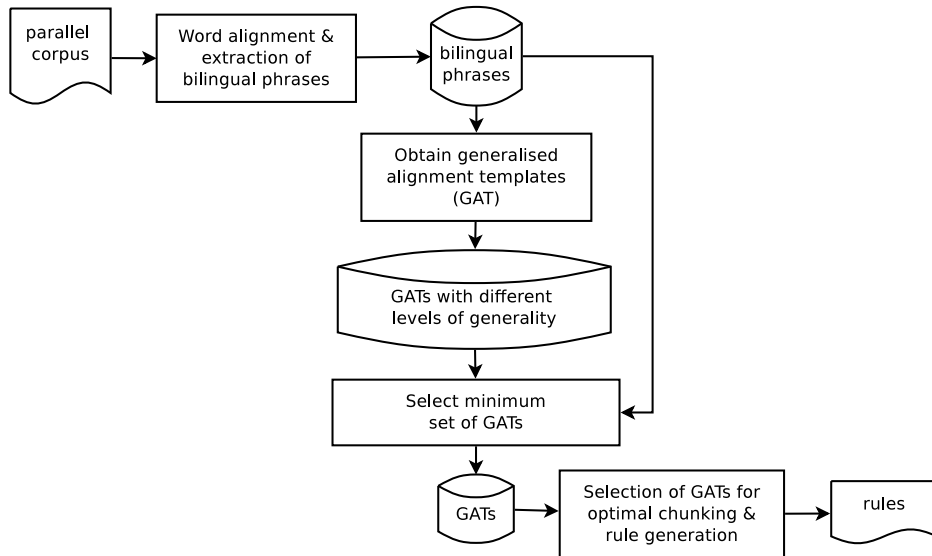 parallel
corpus
Word alignment &
extraction of
bilingual phrases
bilingual
phrases
Obtain generalised
alignment templates
(GAT)
GATs with different
levels of generality
Select minimum
set of GATs
GATs
Selection of GATs for
optimal chunking &
rule generation
rules